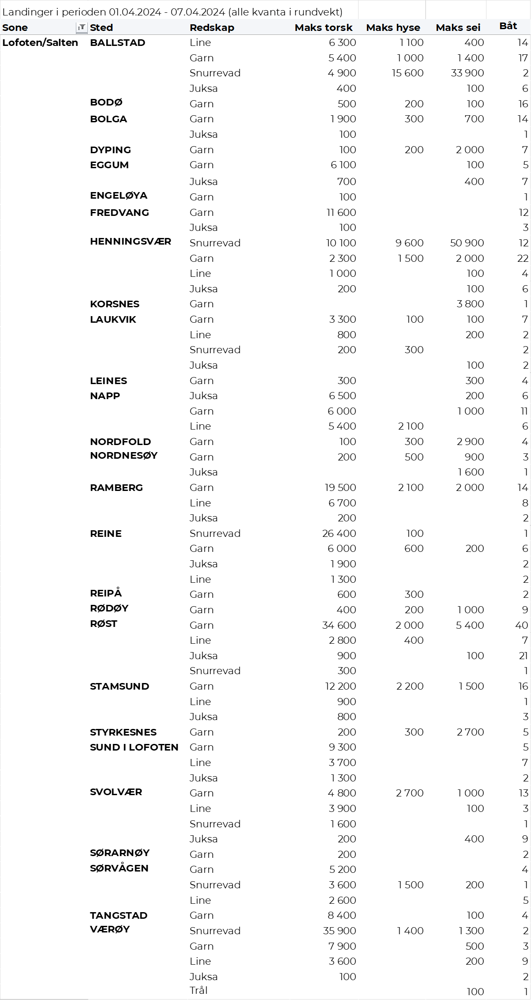 Landinger i perioden 01.04.2024 - 07.04.2024 (alle kvanta i rundvekt)
Sone Sted Redskap Maks torsk Maks hyse Maks sei Båt
Lofoten/Salten BALLSTAD Line 6 300 1 100 400 14
Garn 5 400 1 000 1 400 17
Snurrevad 4 900 15 600 33 900 2
Juksa 400 100 6
BODØ Garn 500 200 100 16
BOLGA Garn 1 900 300 700 14
Juksa 100 1
DYPING Garn 100 200 2 000 7
EGGUM Garn 6 100 100 5
Juksa 700 400 7
ENGELØYA Garn 100 1
FREDVANG Garn 11 600 12
Juksa 100 3
HENNINGSVÆR Snurrevad 10 100 9 600 50 900 12
Garn 2 300 1 500 2 000 22
Line 1 000 100 4
Juksa 200 100 6
KORSNES Garn 3 800 1
LAUKVIK Garn 3 300 100 100 7
Line 800 200 2
Snurrevad 200 300 2
Juksa 100 2
LEINES Garn 300 300 4
NAPP Juksa 6 500 200 6
Garn 6 000 1 000 11
Line 5 400 2 100 6
NORDFOLD Garn 100 300 2 900 4
NORDNESØY Garn 200 500 900 3
Juksa 1 600 1
RAMBERG Garn 19 500 2 100 2 000 14
Line 6 700 8
Juksa 200 2
REINE Snurrevad 26 400 100 1
Garn 6 000 600 200 6
Juksa 1 900 2
Line 1 300 2
REIPÅ Garn 600 300 2
RØDØY Garn 400 200 1 000 9
RØST Garn 34 600 2 000 5 400 40
Line 2 800 400 7
Juksa 900 100 21
Snurrevad 300 1
STAMSUND Garn 12 200 2 200 1 500 16
Line 900 1
Juksa 800 3
STYRKESNES Garn 200 300 2 700 5
SUND I LOFOTEN Garn 9 300 5
Line 3 700 7
Juksa 1 300 2
SVOLVÆR Garn 4 800 2 700 1 000 13
Line 3 900 100 3
Snurrevad 1 600 1
Juksa 200 400 9
SØRARNØY Garn 200 2
SØRVÅGEN Garn 5 200 4
Snurrevad 3 600 1 500 200 1
Line 2 600 5
TANGSTAD Garn 8 400 100 4
VÆRØY Snurrevad 35 900 1 400 1 300 2
Garn 7 900 500 3
Line 3 600 200 9
Juksa 100 2
Trål 100 1